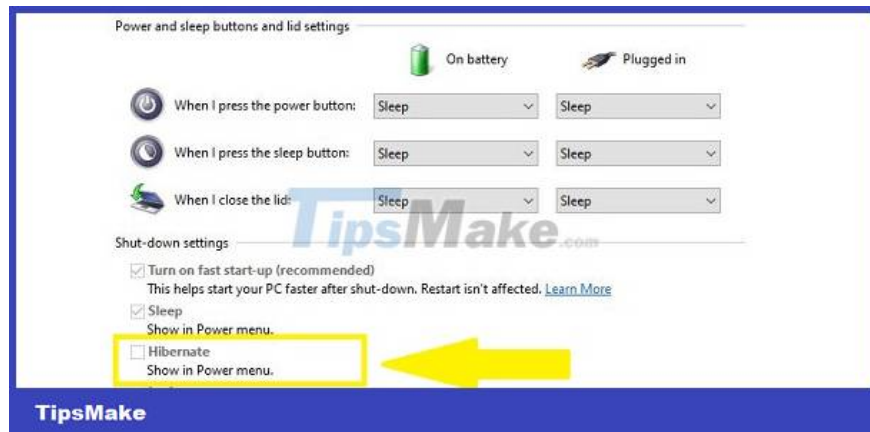 Power and sleep buttons and lid settings
On battery Plugged in
When I press the power button: Sleep Sleep
When I press the sleep button: Sleep Sleep
When I close the lid: Sleep Sleep
TipsMake.com
Shut-down settings
Turn on fast start-up (recommended)
This helps start your PC faster after shut-down. Restart isn't affected. Learn More
Sleep
Show in Power menu.
Hibernate
Show in Power menu.
TipsMake